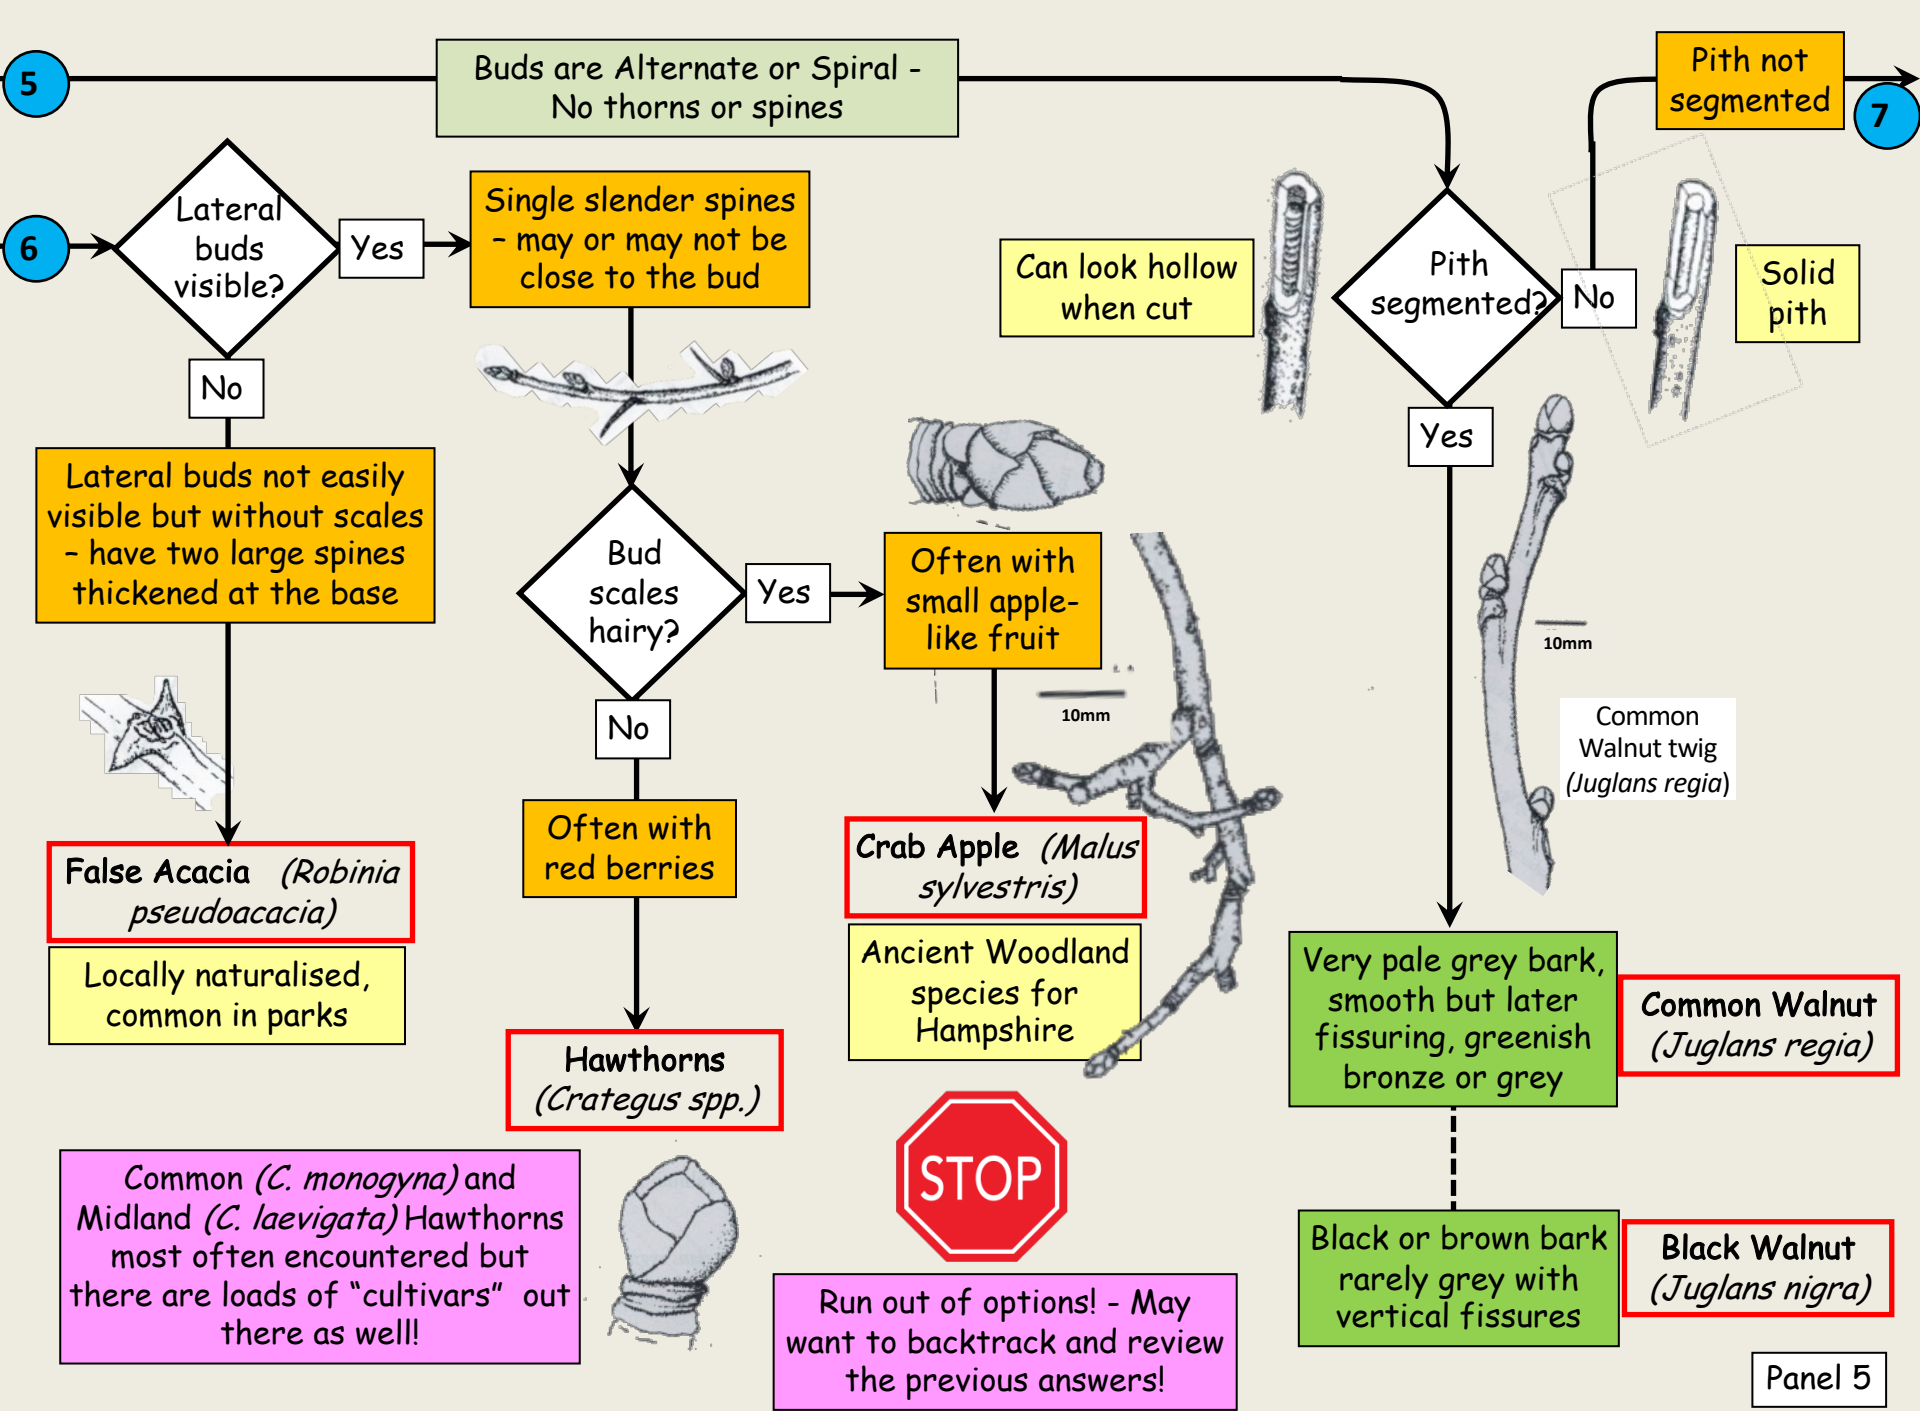 5
Buds are Alternate or Spiral -
No thorns or spines
Pith not
segmented
7
6
Lateral
buds
visible?
Yes
Single slender spines
– may or may not be
close to the bud
Can look hollow
when cut
Pith
segmented?
No
Solid
pith
No
Yes
Lateral buds not easily
visible but without scales
– have two large spines
thickened at the base
Bud
scales
hairy?
Yes
Often with
small apple-
like fruit
10mm
10mm
No
Common
Walnut twig
(Juglans regia)
Often with
red berries
False Acacia (Robinia
pseudoacacia)
Locally naturalised,
common in parks
Crab Apple (Malus
sylvestris)
Ancient Woodland
species for
Hampshire
Hawthorns
(Crategus spp.)
Very pale grey bark,
smooth but later
fissuring, greenish
bronze or grey
Common Walnut
(Juglans regia)
Common (C. monogyna) and
Midland (C. laevigata) Hawthorns
most often encountered but
there are loads of “cultivars” out
there as well!
STOP
Run out of options! - May
want to backtrack and review
the previous answers!
Black or brown bark
rarely grey with
vertical fissures
Black Walnut
(Juglans nigra)
Panel 5